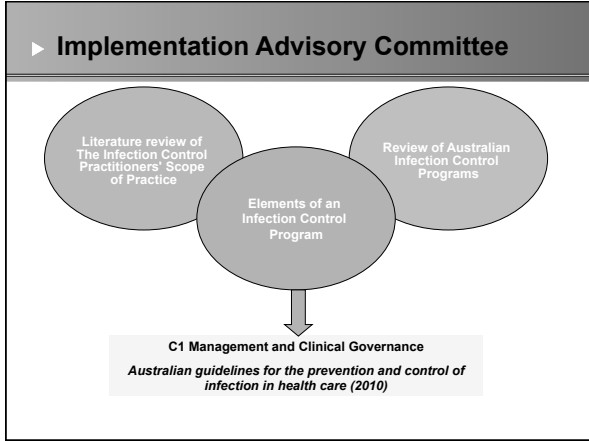 Implementation Advisory Committee
Literature review of
The Infection Control
Practitioners' Scope
of Practice
Review of Australian
Infection Control
Programs
Elements of an
Infection Control
Program
C1 Management and Clinical Governance
Australian guidelines for the prevention and control of
infection in health care (2010)